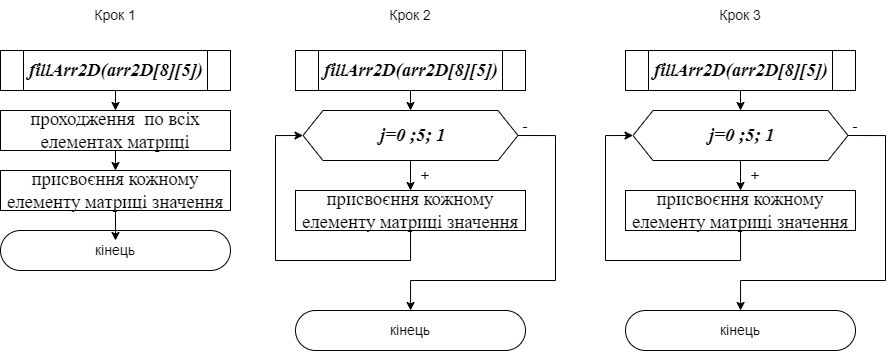 Крок 1
Крок 2
Крок 3
fillArr2D(arr2D[8][5])
fillArr2D(arr2D[8][5])
fillArr2D(arr2D[8][5])
проходження по всіх
елементах матриці
j=0 ;5; 1
-
j=0 ;5; 1
-
присвоєння кожному
елементу матриці значення
+
присвоєння кожному
елементу матриці значення
+
присвоєння кожному
елементу матриці значення
кінець
кінець
кінець